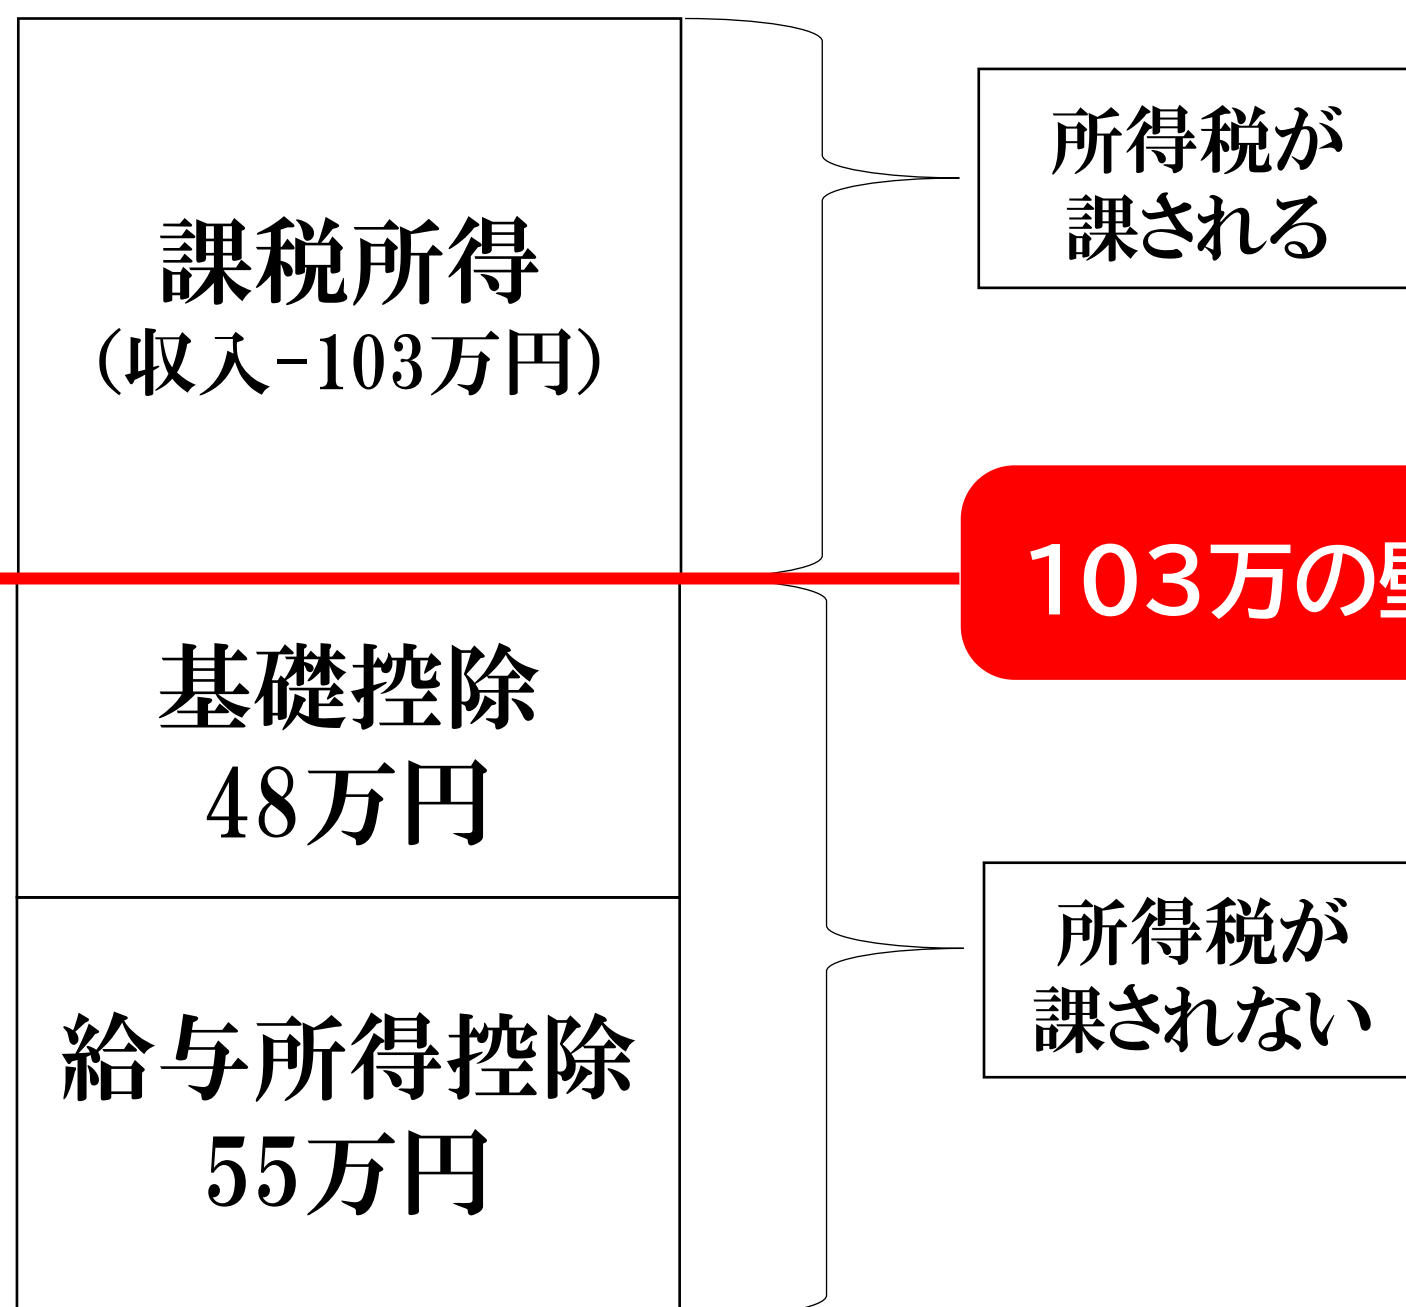 課税所得
(収入-103万円)
所得税が
課される
103万の壁
基礎控除
48万円
給与所得控除
55万円
所得税が
課されない